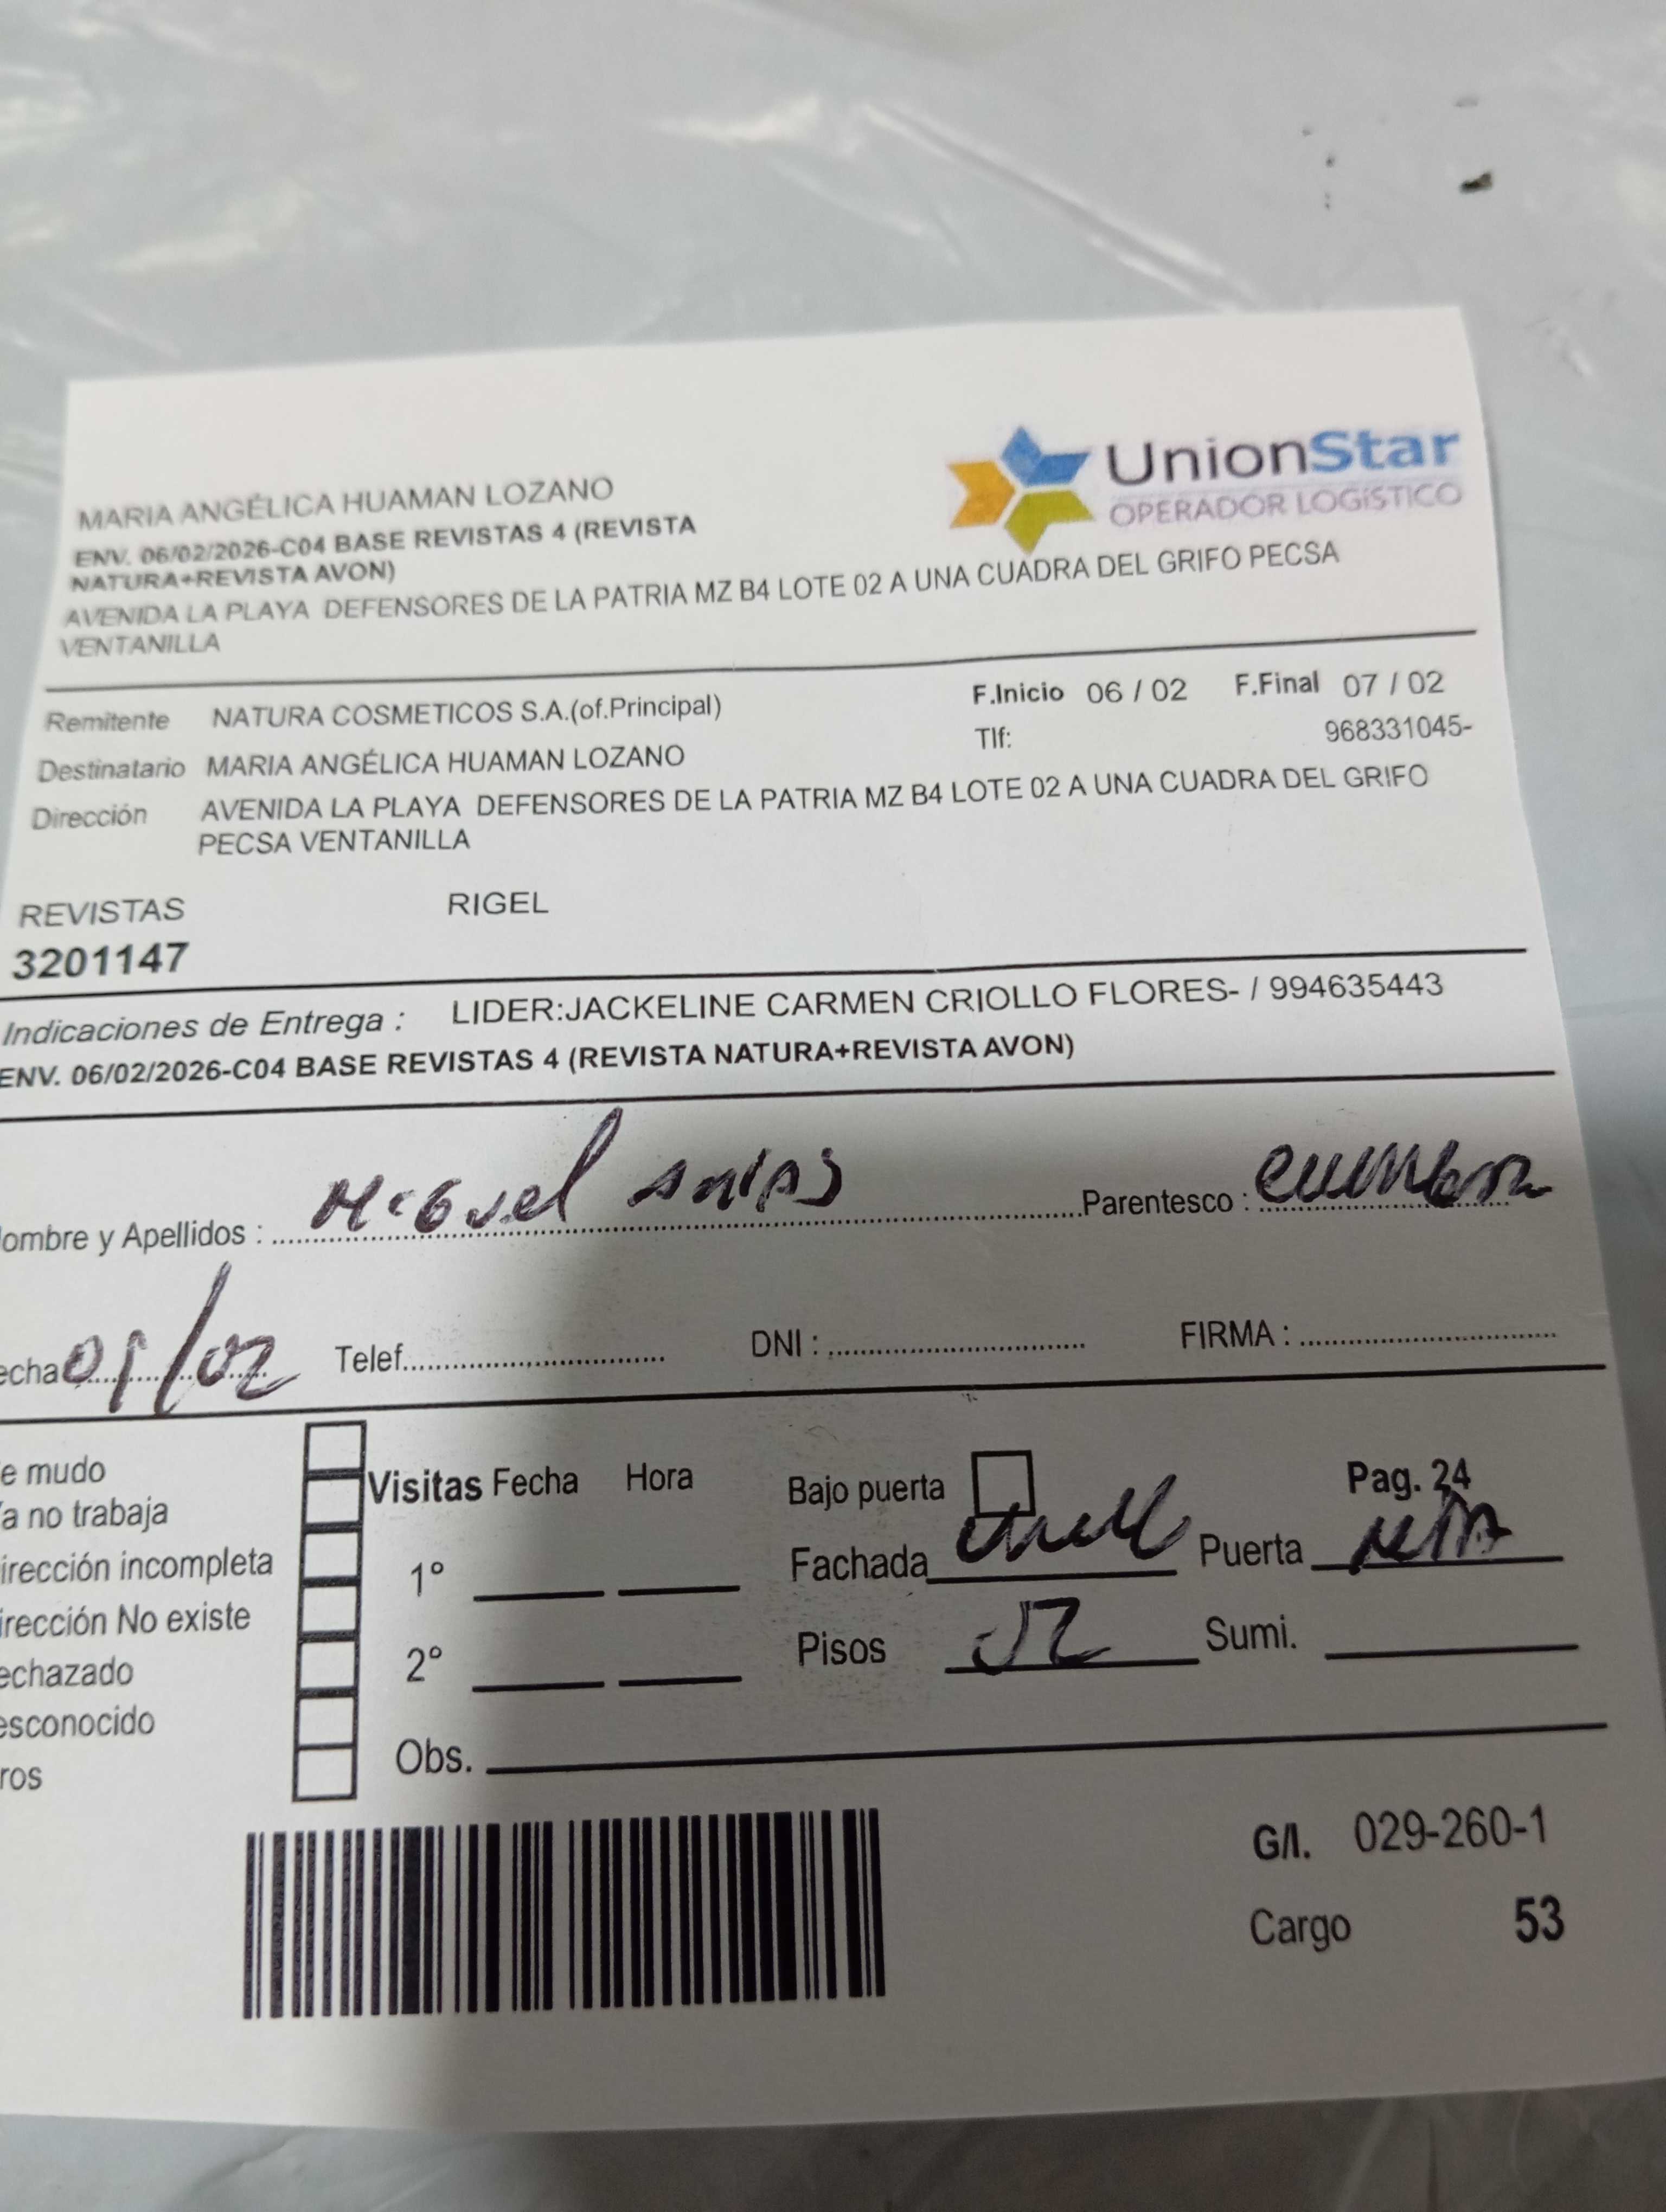 UnionStar
OPERADOR LOGÍSTICO
MARIA ANGÉLICA HUAMAN LOZANO
ENV. 06/02/2026-C04 BASE REVISTAS 4 (REVISTA
NATURA+REVISTA AVON)
AVENIDA LA PLAYA DEFENSORES DE LA PATRIA MZ B4 LOTE 02 A UNA CUADRA DEL GRIFO PECSA
VENTANILLA
Remitente NATURA COSMETICOS S.A.(of.Principal) F.Inicio 06 / 02 F.Final 07 / 02
Destinatario MARIA ANGÉLICA HUAMAN LOZANO Tlf: 968331045-
Dirección AVENIDA LA PLAYA DEFENSORES DE LA PATRIA MZ B4 LOTE 02 A UNA CUADRA DEL GRIFO
PECSA VENTANILLA
REVISTAS RIGEL
3201147
Indicaciones de Entrega : LIDER:JACKELINE CARMEN CRIOLLO FLORES- / 994635443
ENV. 06/02/2026-C04 BASE REVISTAS 4 (REVISTA NATURA+REVISTA AVON)
ombre y Apellidos : Miguel Parentesco :
echa Telef. DNI : FIRMA :
e mudo
a no trabaja Visitas Fecha Hora Bajo puerta Pag. 24
irección incompleta 1° Fachada Puerta
irección No existe
echazado 2° Pisos Sumi.
esconocido
ros Obs.
G/I. 029-260-1
Cargo 53